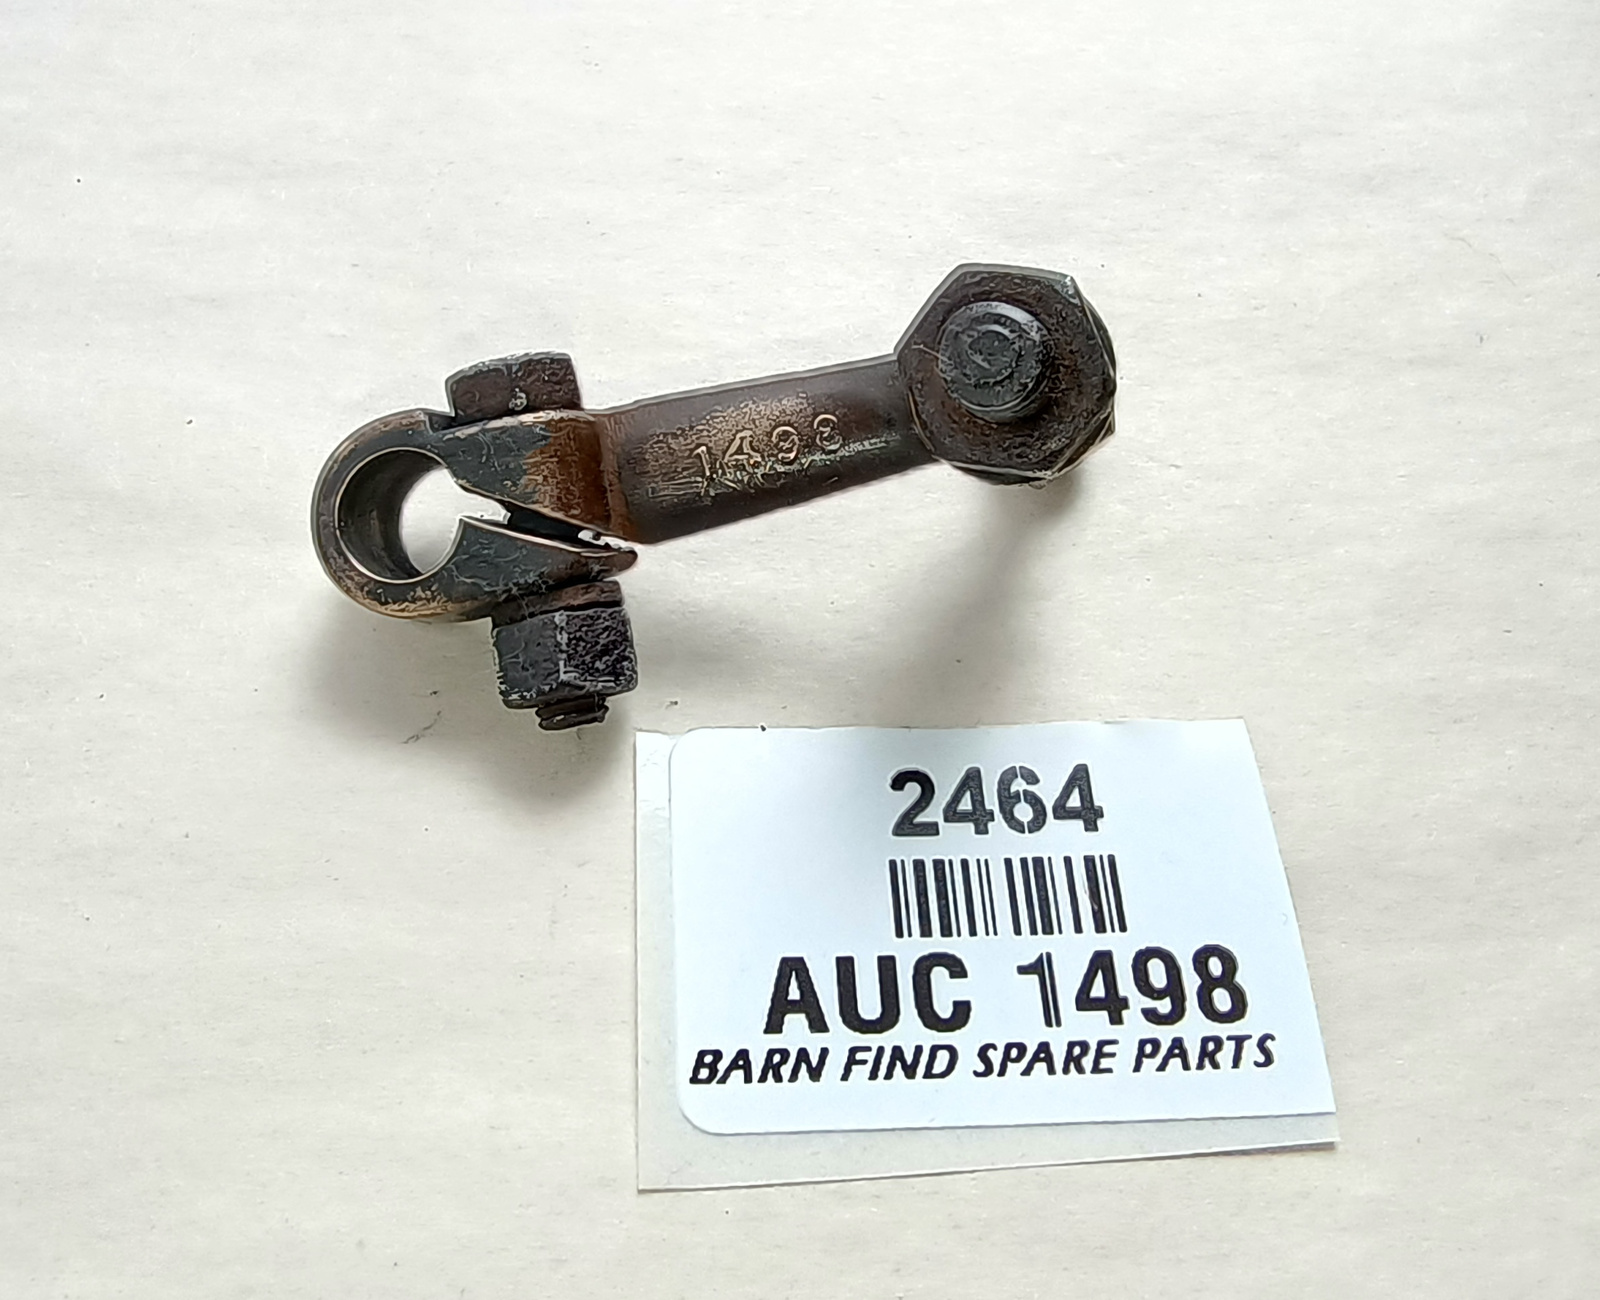 1498
2464
AUC 1498
BARN FIND SPARE PARTS